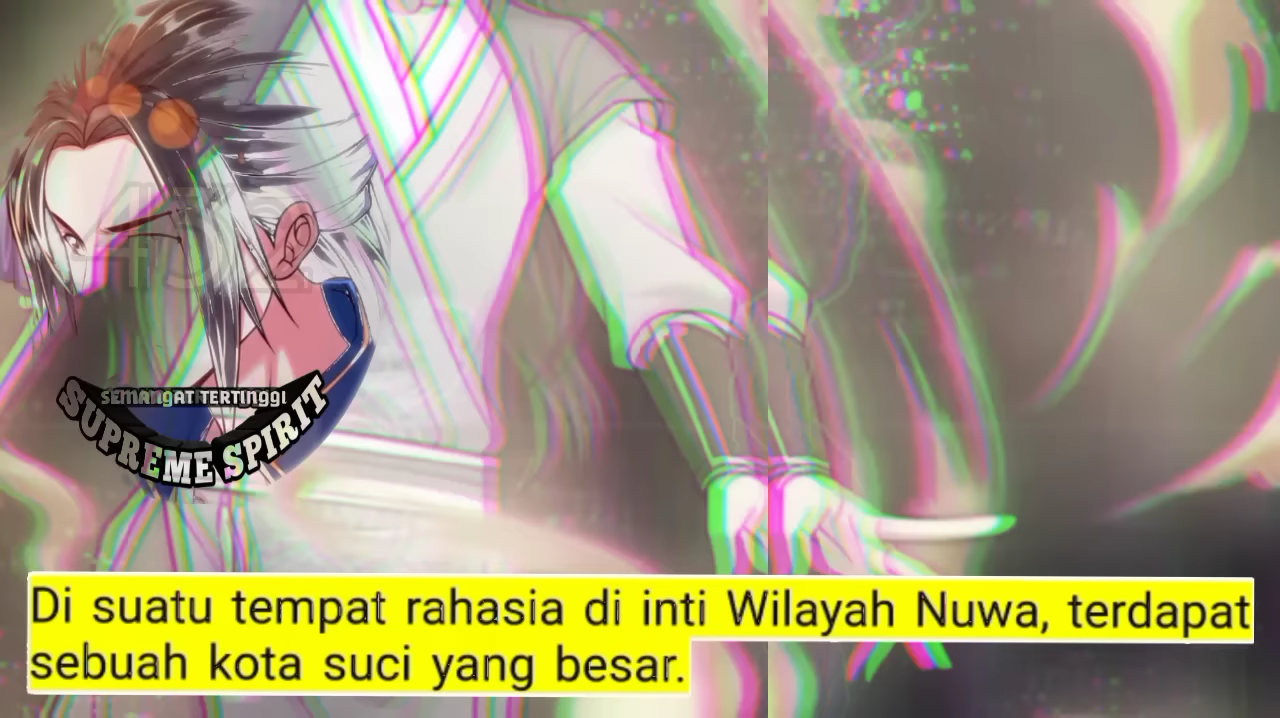 SEMANGAT TERTINGGI
SUPREME SPIRIT
Di suatu tempat rahasia di inti Wilayah Nuwa, terdapat
sebuah kota suci yang besar.